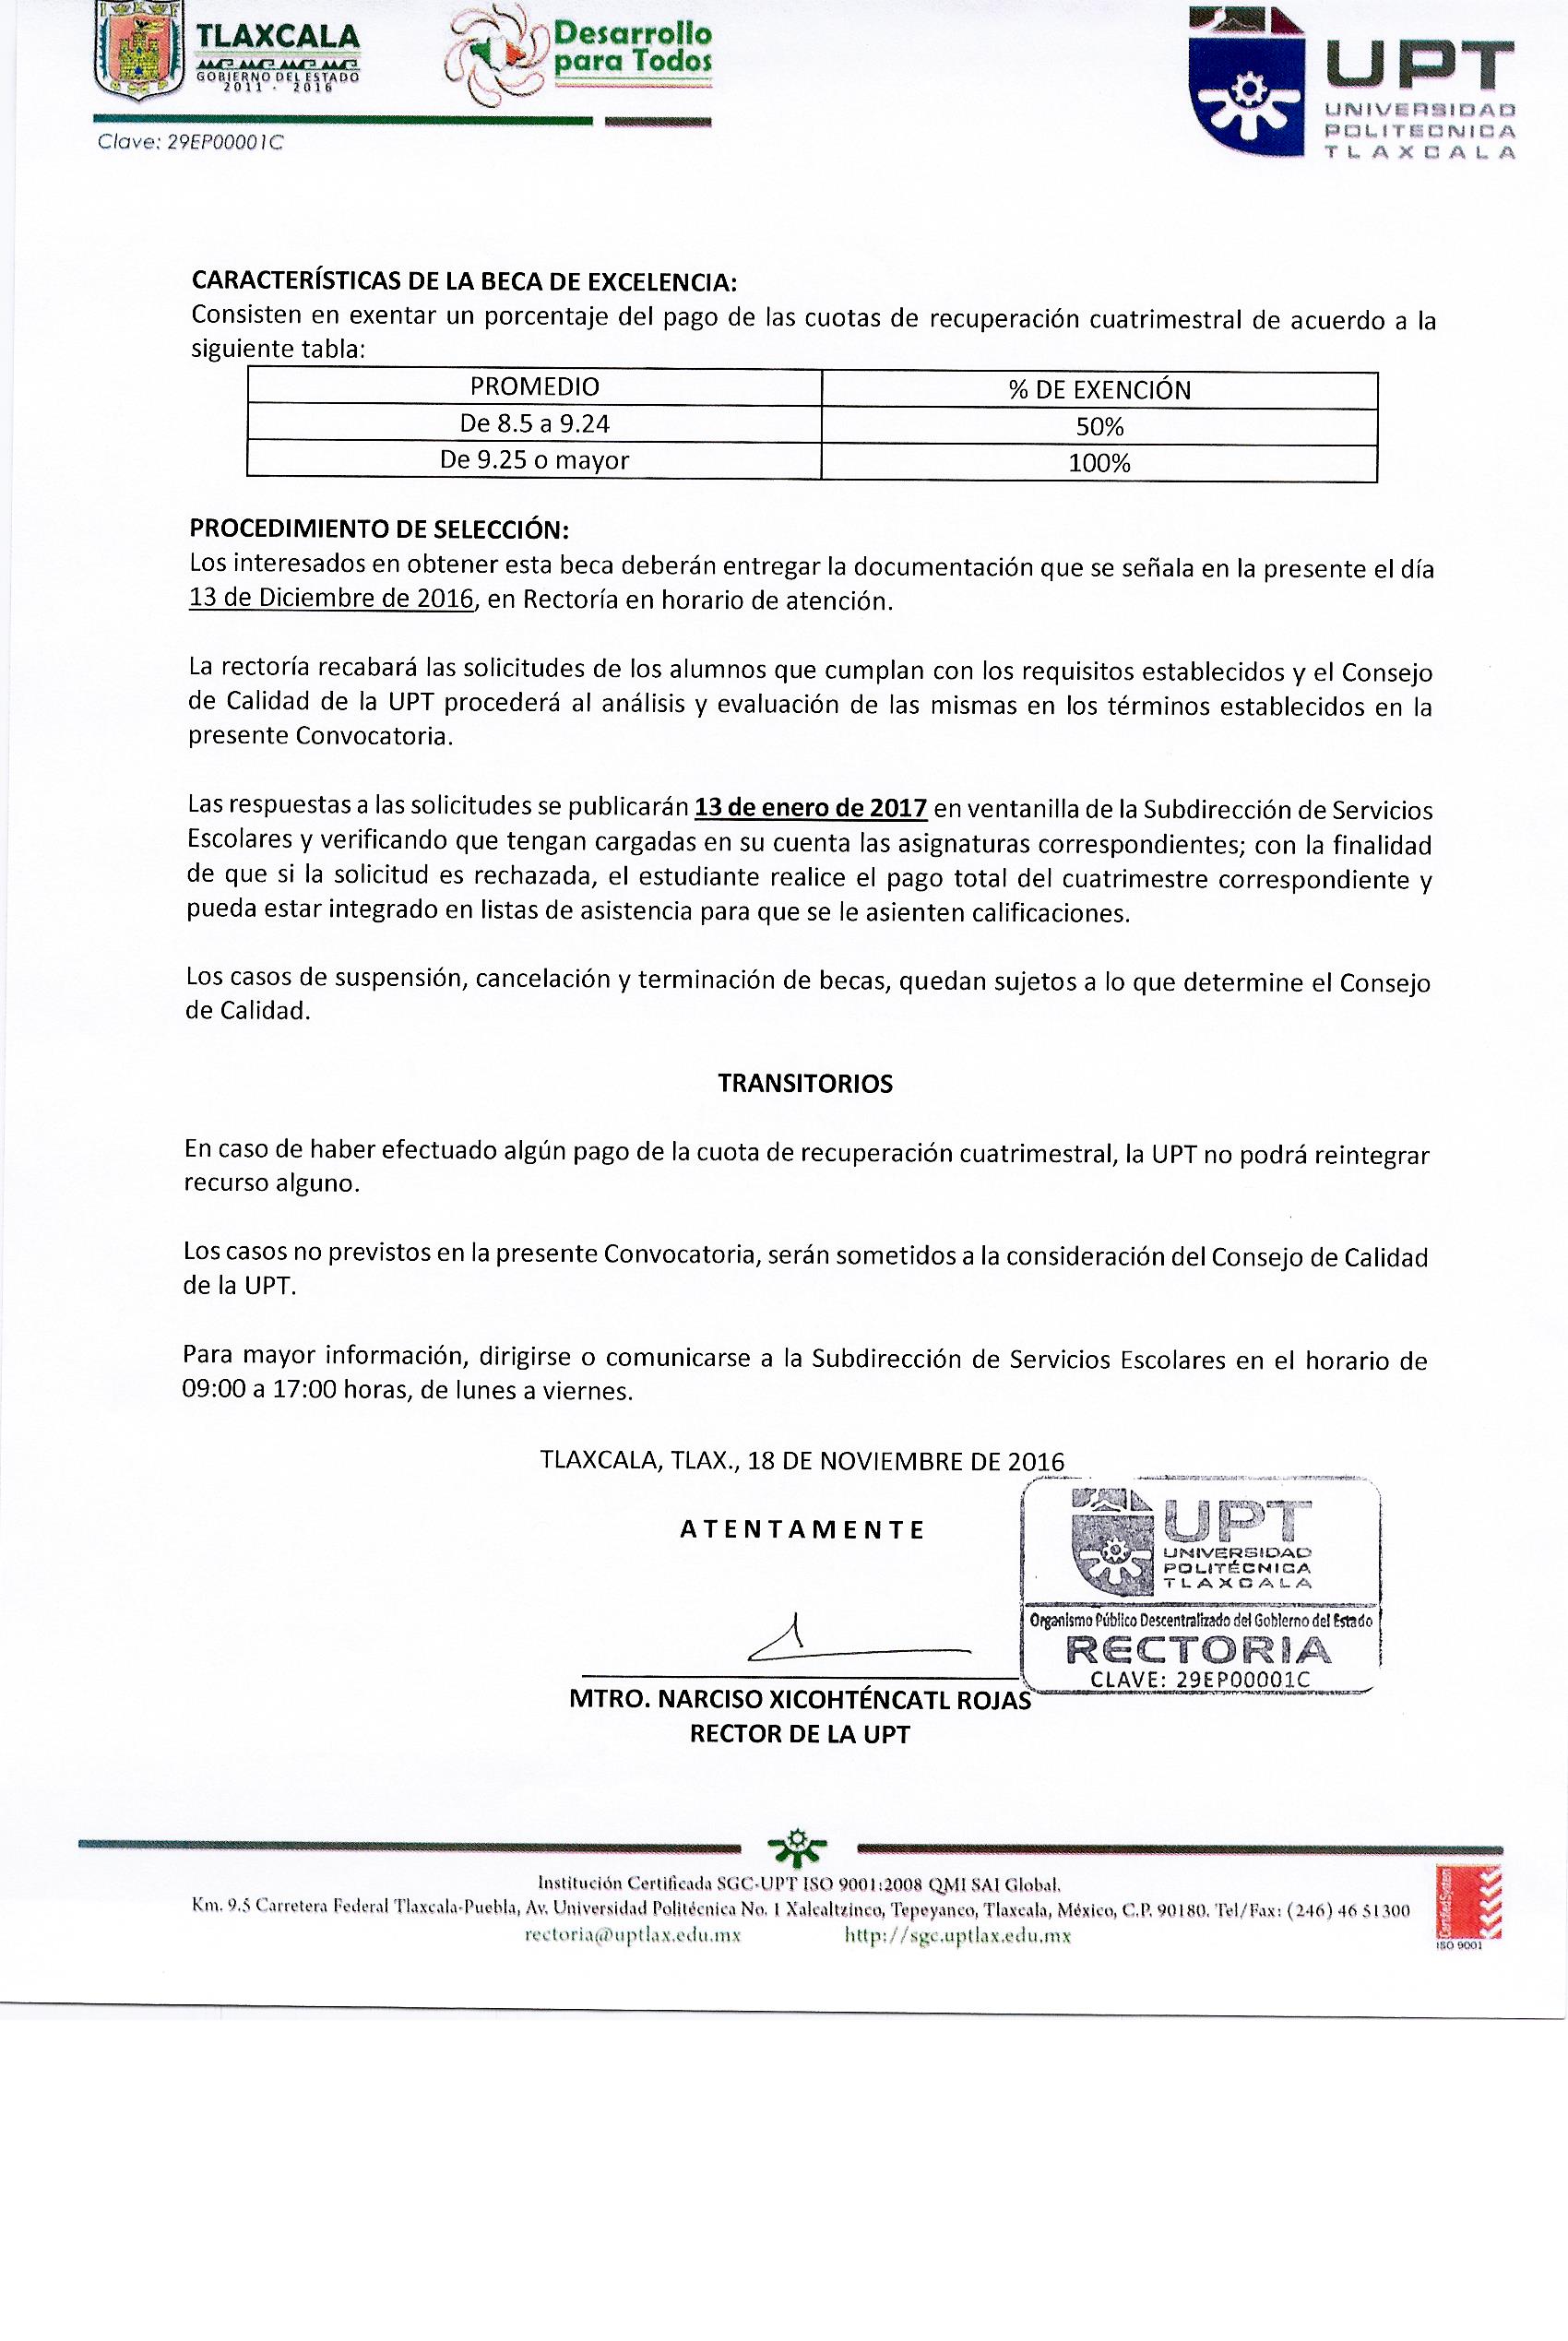 TLAXCALA
GOBIERNO DEL ESTADO
2011 - 2016
Desarrollo
para Todos
UPT
UNIVERSIDAD
POLITECNICA
TLAXCALA
Clave: 29EP00001C
CARACTERÍSTICAS DE LA BECA DE EXCELENCIA:
Consisten en exentar un porcentaje del pago de las cuotas de recuperación cuatrimestral de acuerdo a la
siguiente tabla:
PROMEDIO % DE EXENCIÓN
De 8.5 a 9.24 50%
De 9.25 o mayor 100%
PROCEDIMIENTO DE SELECCIÓN:
Los interesados en obtener esta beca deberán entregar la documentación que se señala en la presente el día
13 de Diciembre de 2016, en Rectoría en horario de atención.
La rectoría recabará las solicitudes de los alumnos que cumplan con los requisitos establecidos y el Consejo
de Calidad de la UPT procederá al análisis y evaluación de las mismas en los términos establecidos en la
presente Convocatoria.
Las respuestas a las solicitudes se publicarán 13 de enero de 2017 en ventanilla de la Subdirección de Servicios
Escolares y verificando que tengan cargadas en su cuenta las asignaturas correspondientes; con la finalidad
de que si la solicitud es rechazada, el estudiante realice el pago total del cuatrimestre correspondiente y
pueda estar integrado en listas de asistencia para que se le asienten calificaciones.
Los casos de suspensión, cancelación y terminación de becas, quedan sujetos a lo que determine el Consejo
de Calidad.
TRANSITORIOS
En caso de haber efectuado algún pago de la cuota de recuperación cuatrimestral, la UPT no podrá reintegrar
recurso alguno.
Los casos no previstos en la presente Convocatoria, serán sometidos a la consideración del Consejo de Calidad
de la UPT.
Para mayor información, dirigirse o comunicarse a la Subdirección de Servicios Escolares en el horario de
09:00 a 17:00 horas, de lunes a viernes.
TLAXCALA, TLAX., 18 DE NOVIEMBRE DE 2016
ATENTAMENTE
UPT
UNIVERSIDAD
POLITÉCNICA
TLAXCALA
Organismo Público Descentralizado del Gobierno del Estado
RECTORIA
CLAVE: 29EP00001C
MTRO. NARCISO XICOHTÉNCATL ROJAS
RECTOR DE LA UPT
Institución Certificada SGC-UPT ISO 9001:2008 QMI SAI Global.
Km. 9.5 Carretera Federal Tlaxcala-Puebla, Av. Universidad Politécnica No. 1 Xalcaltzinco, Tepeyanco, Tlaxcala, México, C.P. 90180. Tel/Fax: (246) 46 51300
rectoria@uptlax.edu.mx http://sgc.uptlax.edu.mx
Certified System
ISO 9001